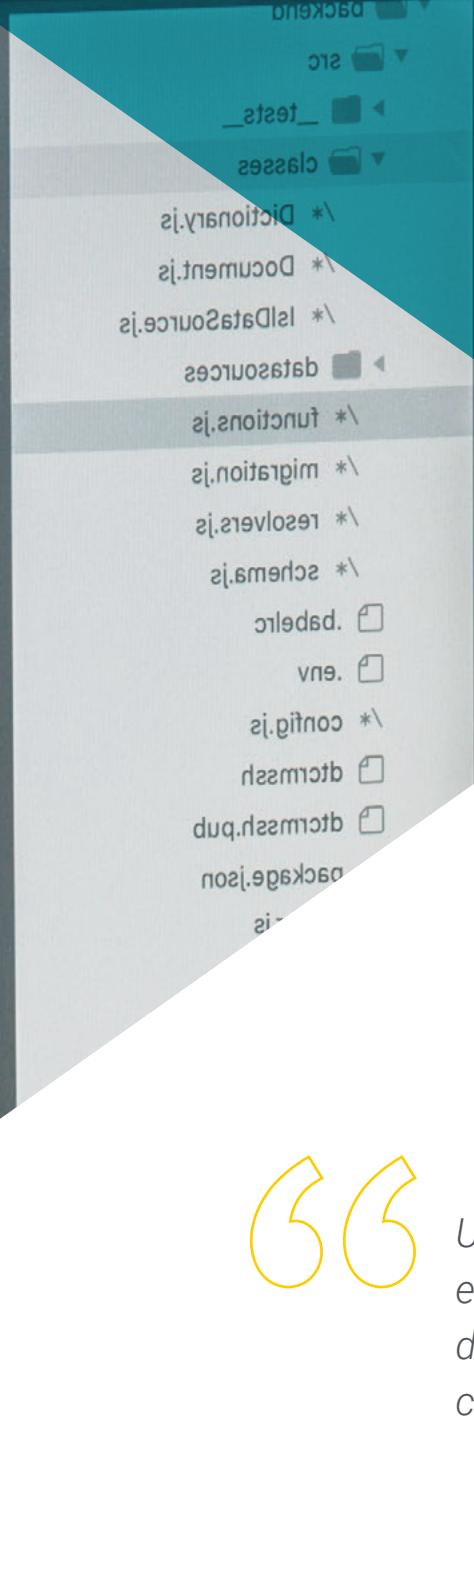 backend
src
__tests__
classes
/* Dictionary.js
/* Document.js
/* IslDataSource.js
datasources
/* functions.js
/* migration.js
/* resolvers.js
/* schema.js
.babelrc
.env
/* config.js
dtcrmssh
dtcrmssh.pub
package.json
“
e
d
c